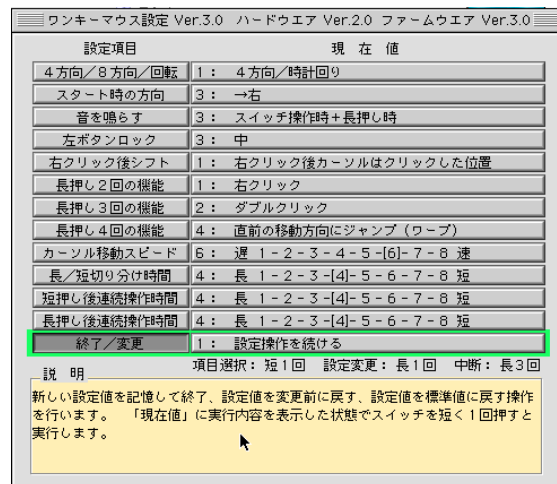 ワンキーマウス設定 Ver.3.0　ハードウエア Ver.2.0 ファームウエア Ver.3.0
設定項目　現 在 値
４方向／８方向／回転　1：　４方向／時計回り
スタート時の方向　3：　→右
音を鳴らす　3：　スイッチ操作時＋長押し時
左ボタンロック　3：　中
右クリック後シフト　1：　右クリック後カーソルはクリックした位置
長押し２回の機能　1：　右クリック
長押し３回の機能　2：　ダブルクリック
長押し４回の機能　4：　直前の移動方向にジャンプ（ワープ）
カーソル移動スピード　6：　遅 1-2-3-4-5-[6]-7-8 速
長／短切り分け時間　4：　長 1-2-3-[4]-5-6-7-8 短
短押し後連続操作時間　4：　長 1-2-3-[4]-5-6-7-8 短
長押し後連続操作時間　4：　長 1-2-3-[4]-5-6-7-8 短
終了／変更　1：　設定操作を続ける
項目選択：短１回　設定変更：長１回　中断：長３回
説 明
新しい設定値を記憶して終了、設定値を変更前に戻す、設定値を標準値に戻す操作
を行います。　「現在値」に実行内容を表示した状態でスイッチを短く１回押すと
実行します。